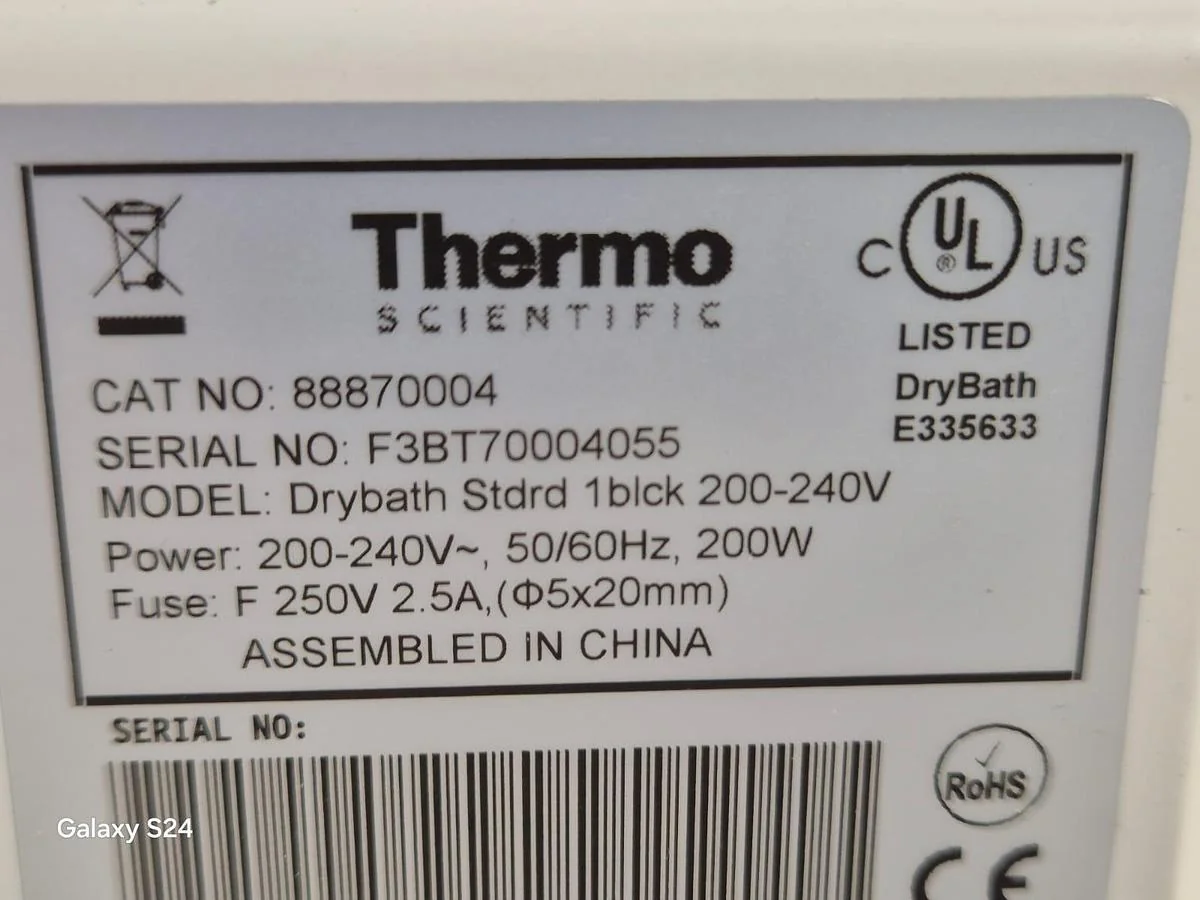 Thermo
SCIENTIFIC
C UL® US
LISTED
DryBath
E335633
CAT NO: 88870004
SERIAL NO: F3BT70004055
MODEL: Drybath Stdrd 1blck 200-240V
Power: 200-240V~, 50/60Hz, 200W
Fuse: F 250V 2.5A,(Φ5x20mm)
ASSEMBLED IN CHINA
SERIAL NO:
RoHS
CE
Galaxy S24